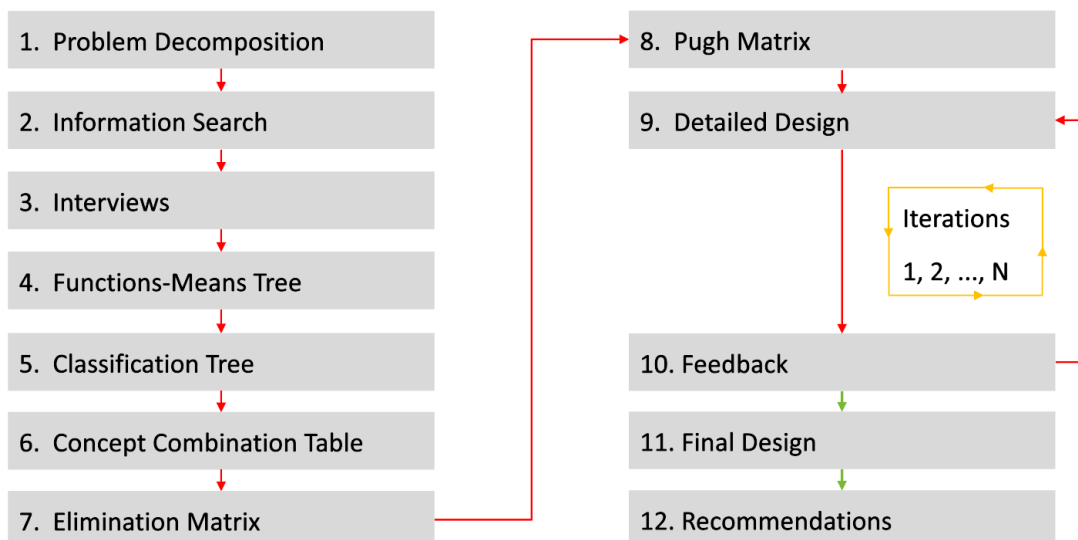 1. Problem Decomposition
2. Information Search
3. Interviews
4. Functions-Means Tree
5. Classification Tree
6. Concept Combination Table
7. Elimination Matrix
8. Pugh Matrix
9. Detailed Design
Iterations
1, 2, ..., N
10. Feedback
11. Final Design
12. Recommendations